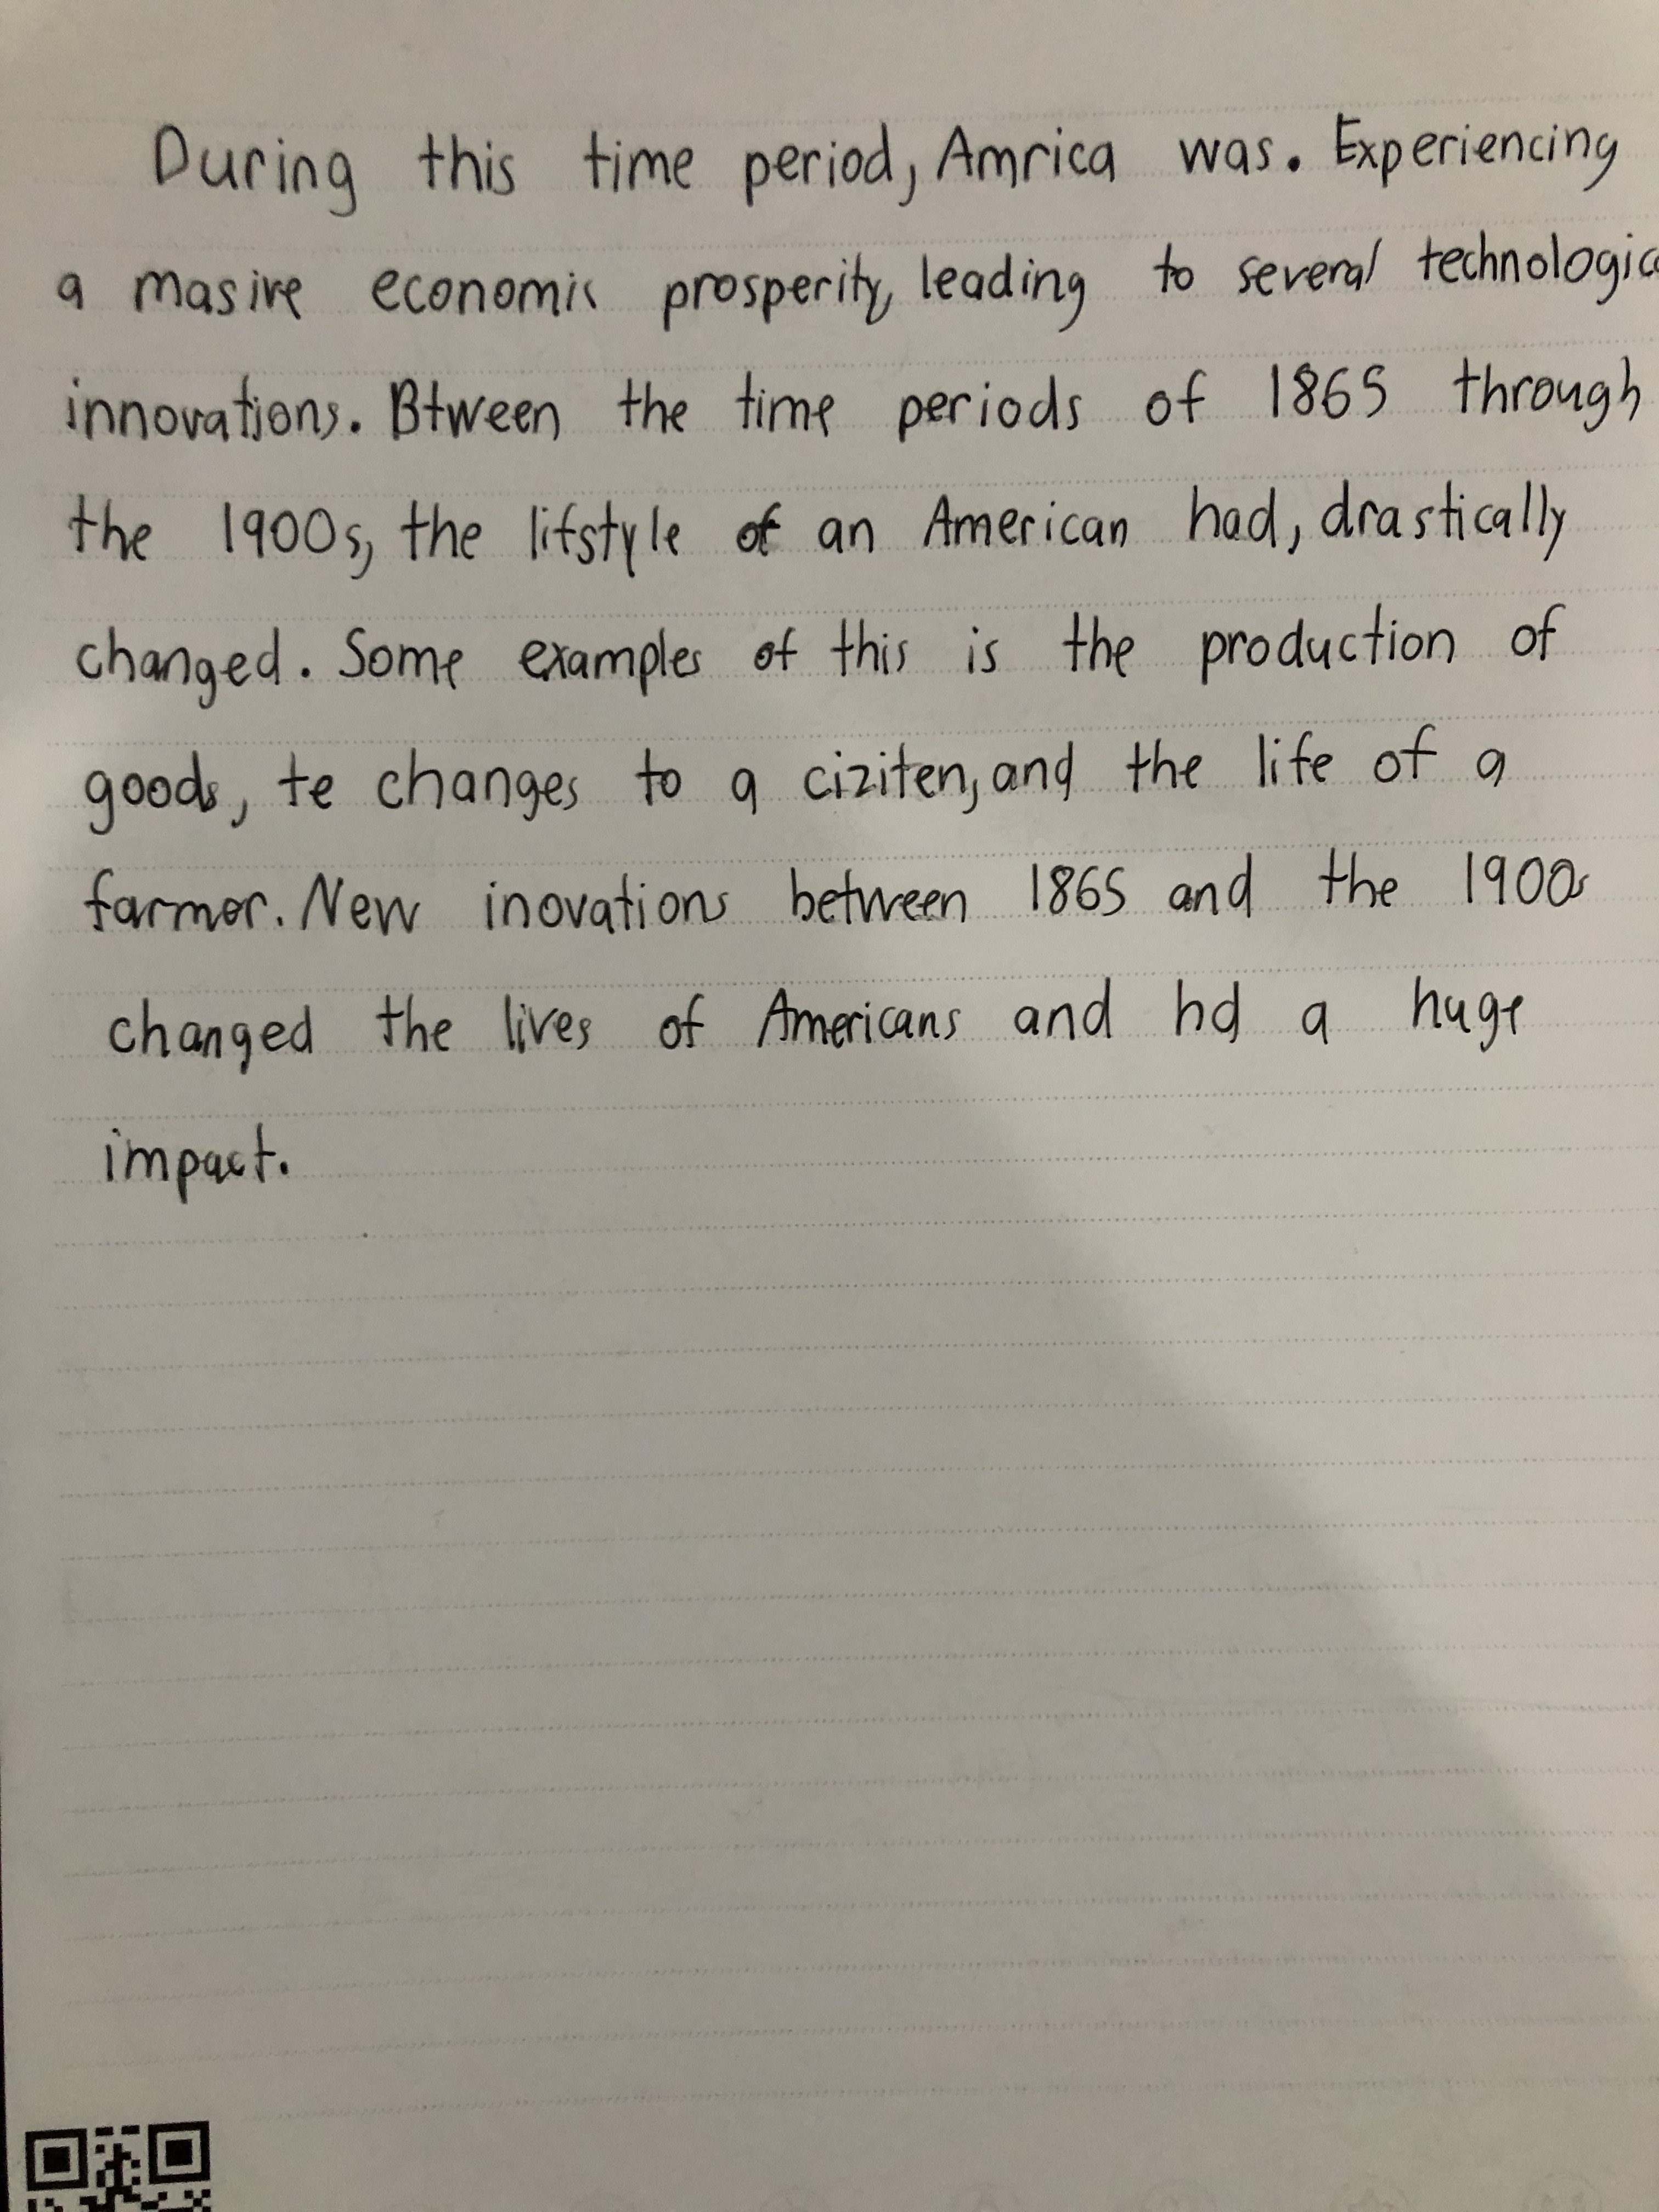 During this time period, Amrica was. Experiencing
a masive economic prosperity, leading to several technologic
innovations. Btween the time periods of 1865 through
the 1900s, the lifstyle of an American had, drastically
changed. Some examples of this is the production of
goods, te changes to a ciziten, and the life of a
farmer. New inovations between 1865 and the 1900s
changed the lives of Americans and hd a huge
impact.